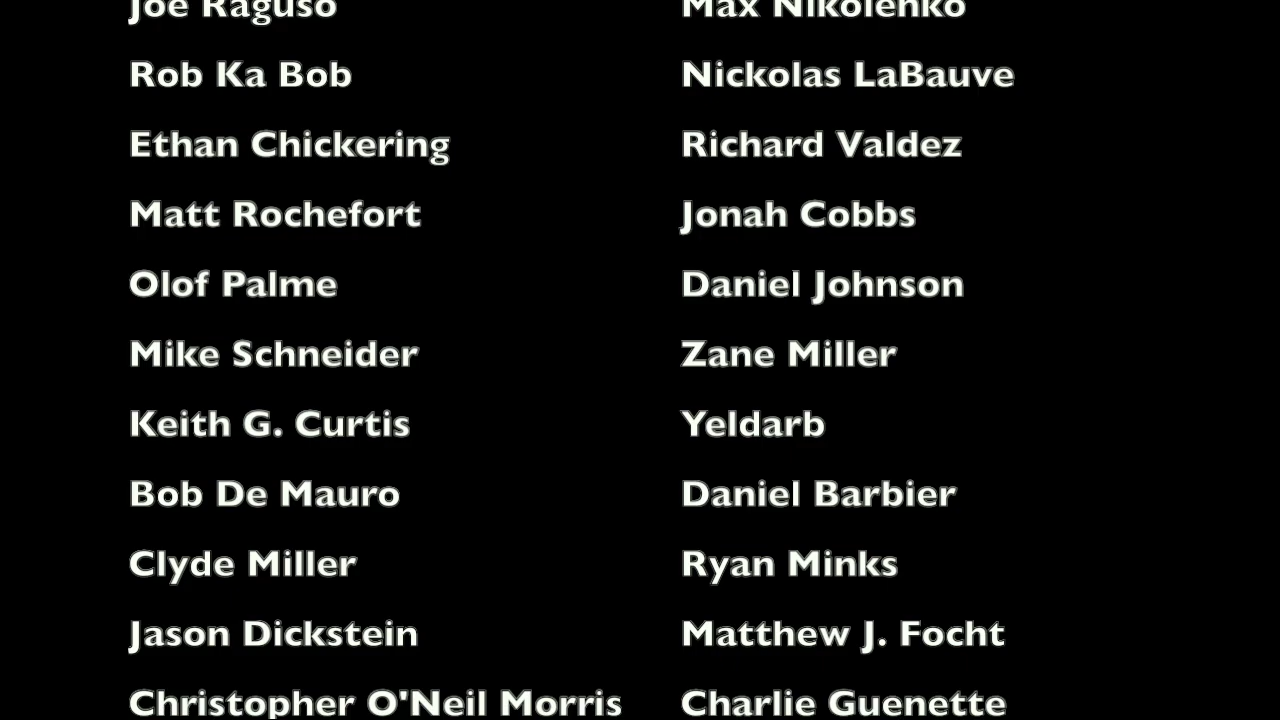 Joe Raguso Max Nikolenko
Rob Ka Bob Nickolas LaBauve
Ethan Chickering Richard Valdez
Matt Rochefort Jonah Cobbs
Olof Palme Daniel Johnson
Mike Schneider Zane Miller
Keith G. Curtis Yeldarb
Bob De Mauro Daniel Barbier
Clyde Miller Ryan Minks
Jason Dickstein Matthew J. Focht
Christopher O'Neil Morris Charlie Guenette